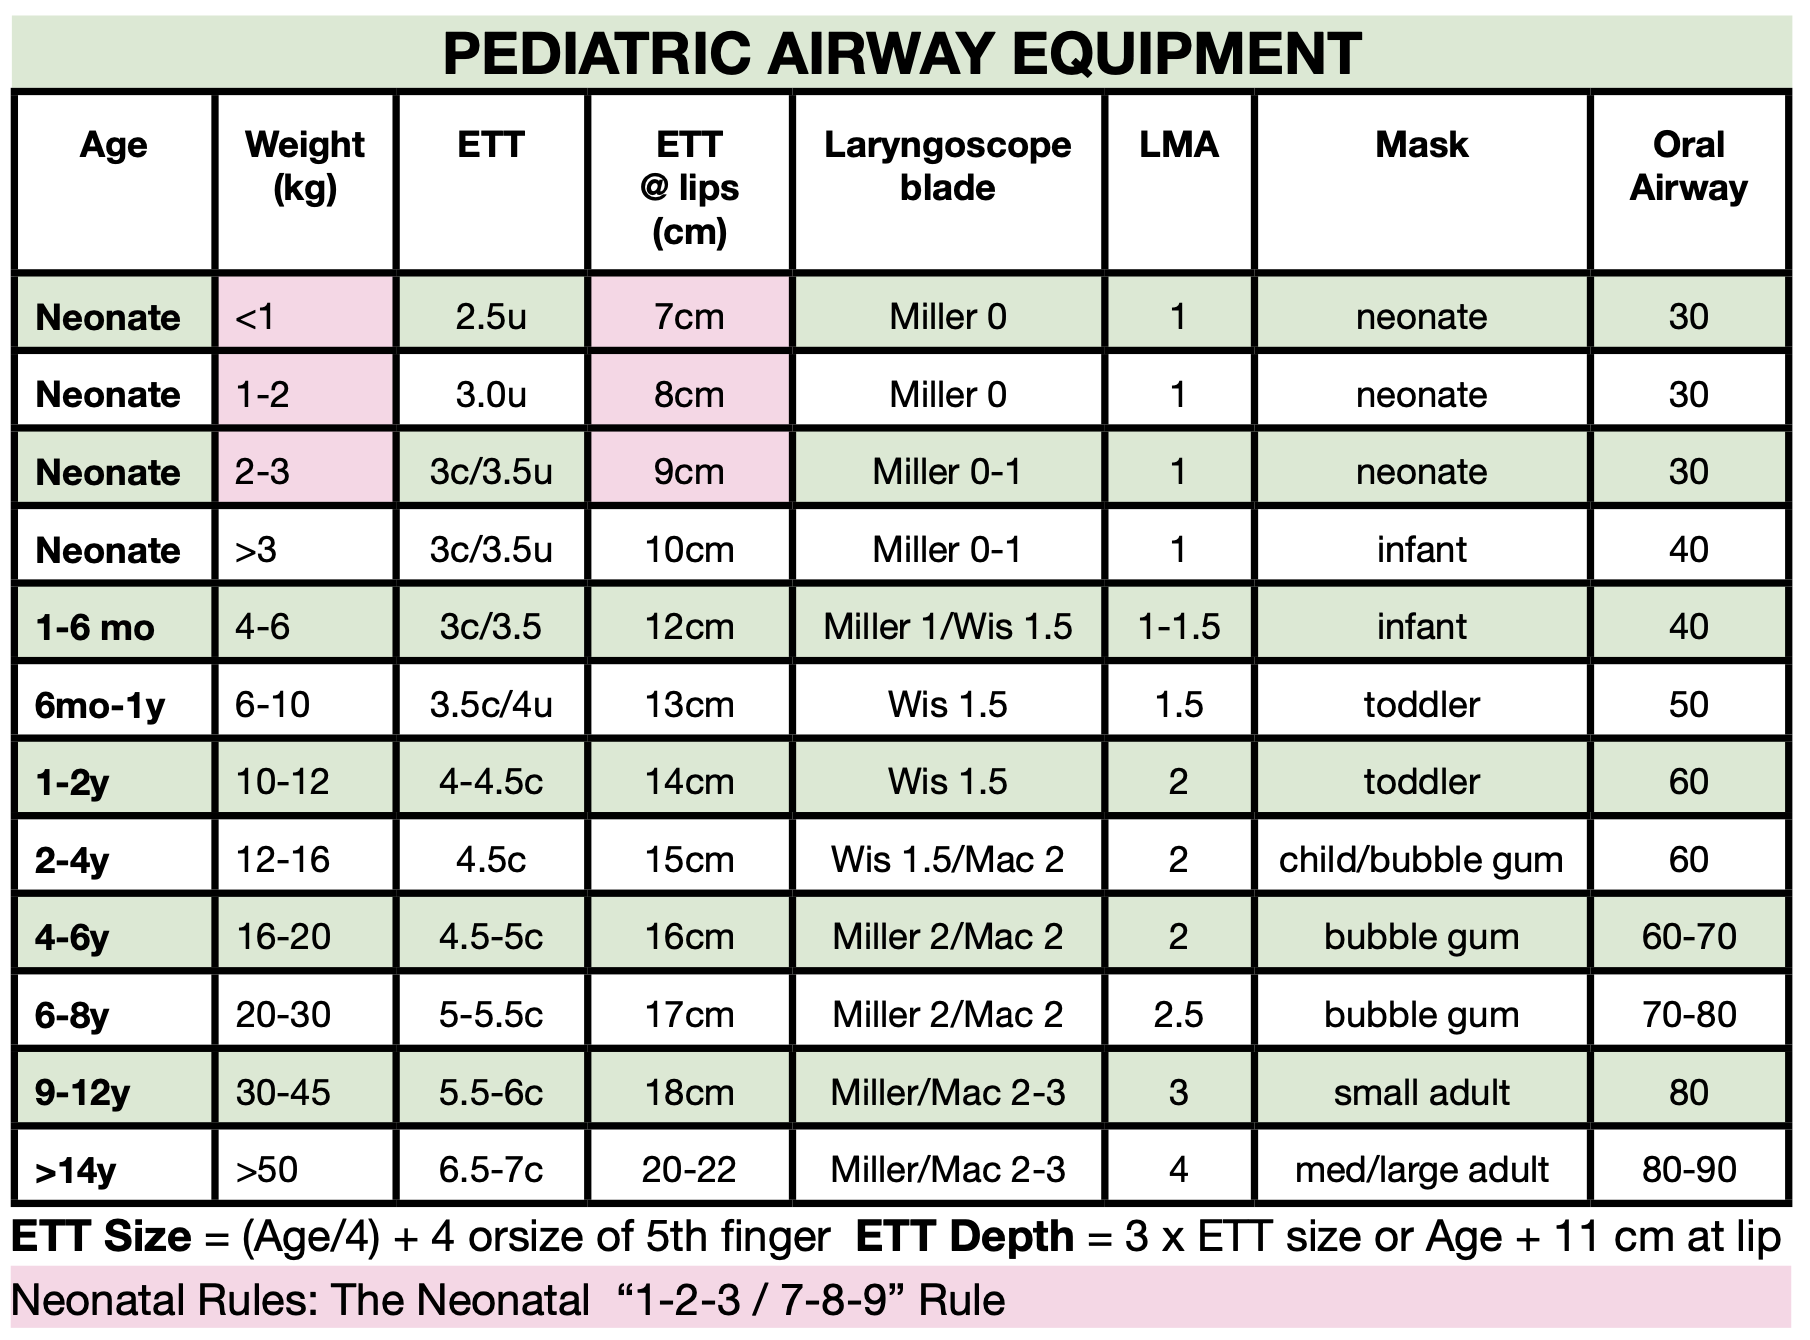 PEDIATRIC AIRWAY EQUIPMENT
Age Weight (kg) ETT ETT @ lips (cm) Laryngoscope blade LMA Mask Oral Airway
Neonate <1 2.5u 7cm Miller 0 1 neonate 30
Neonate 1-2 3.0u 8cm Miller 0 1 neonate 30
Neonate 2-3 3c/3.5u 9cm Miller 0-1 1 neonate 30
Neonate >3 3c/3.5u 10cm Miller 0-1 1 infant 40
1-6 mo 4-6 3c/3.5 12cm Miller 1/Wis 1.5 1-1.5 infant 40
6mo-1y 6-10 3.5c/4u 13cm Wis 1.5 1.5 toddler 50
1-2y 10-12 4-4.5c 14cm Wis 1.5 2 toddler 60
2-4y 12-16 4.5c 15cm Wis 1.5/Mac 2 2 child/bubble gum 60
4-6y 16-20 4.5-5c 16cm Miller 2/Mac 2 2 bubble gum 60-70
6-8y 20-30 5-5.5c 17cm Miller 2/Mac 2 2.5 bubble gum 70-80
9-12y 30-45 5.5-6c 18cm Miller/Mac 2-3 3 small adult 80
>14y >50 6.5-7c 20-22 Miller/Mac 2-3 4 med/large adult 80-90
ETT Size = (Age/4) + 4 orsize of 5th finger ETT Depth = 3 x ETT size or Age + 11 cm at lip
Neonatal Rules: The Neonatal “1-2-3 / 7-8-9” Rule